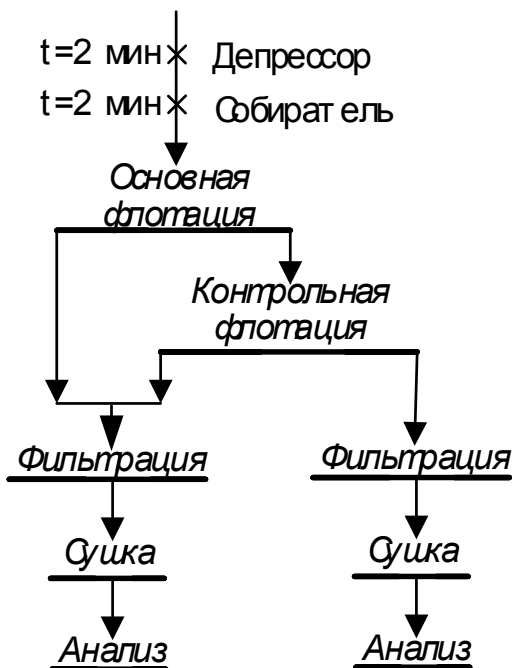 t=2 мин Депрессор
t=2 мин Собиратель
Основная
флотация
Контрольная
флотация
Фильтрация Фильтрация
Сушка Сушка
Анализ Анализ